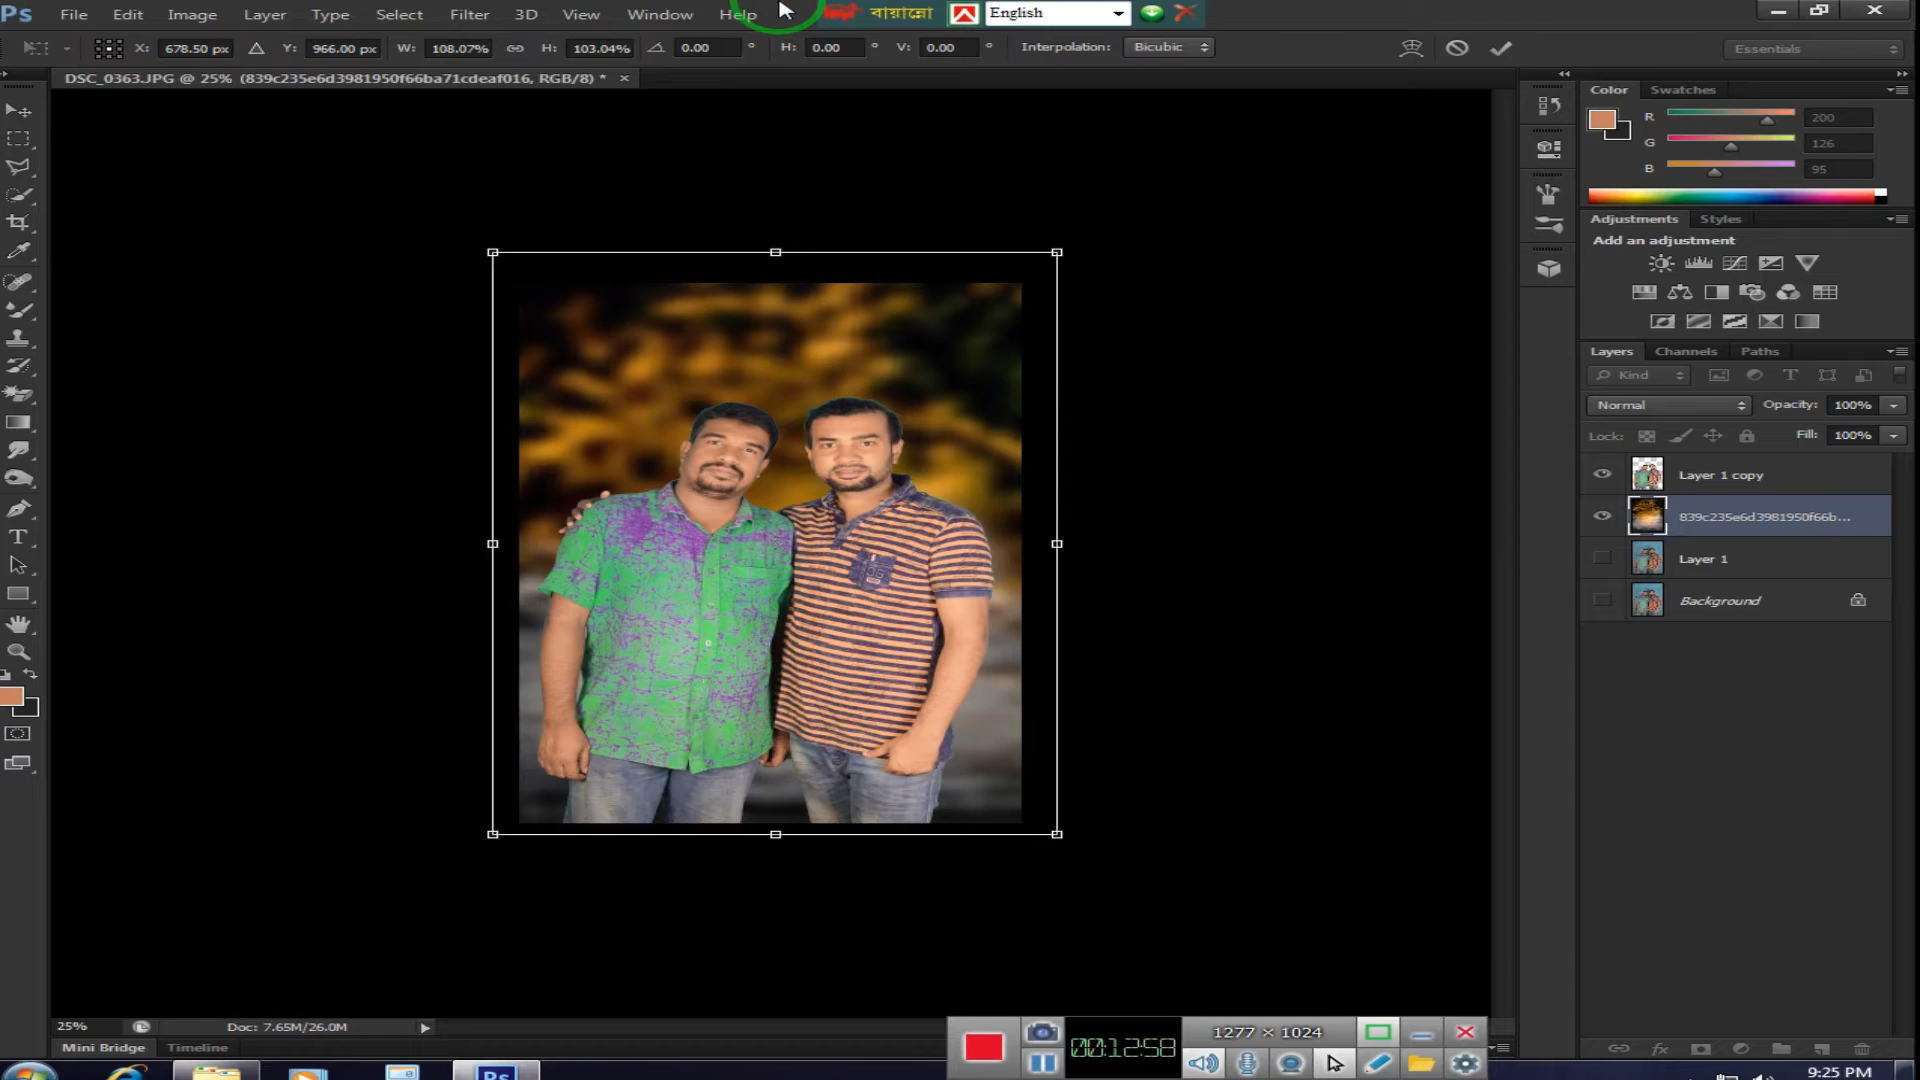 Ps File Edit Image Layer Type Select Filter 3D View Window Help বায়ান্নো English
X: 678.50 px Y: 966.00 px W: 108.07% H: 103.04% 0.00 ° H: 0.00 ° V: 0.00 ° Interpolation: Bicubic Essentials
DSC_0363.JPG @ 25% (839c235e6d3981950f66ba71cdeaf016, RGB/8) * ×
Color Swatches
R 200
G 126
B 95
Adjustments Styles
Add an adjustment
Layers Channels Paths
Kind
Normal Opacity: 100%
Lock: Fill: 100%
Layer 1 copy
839c235e6d3981950f66b...
Layer 1
Background
25% Doc: 7.65M/26.0M
Mini Bridge Timeline
00:12:58
1277 × 1024
Ps
9:25 PM